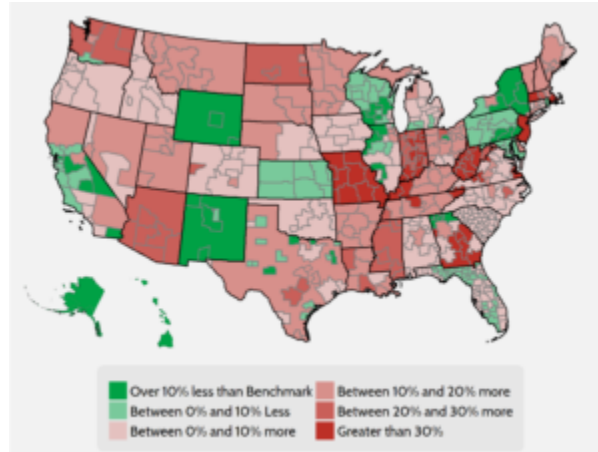 Over 10% less than Benchmark
Between 0% and 10% Less
Between 0% and 10% more
Between 10% and 20% more
Between 20% and 30% more
Greater than 30%